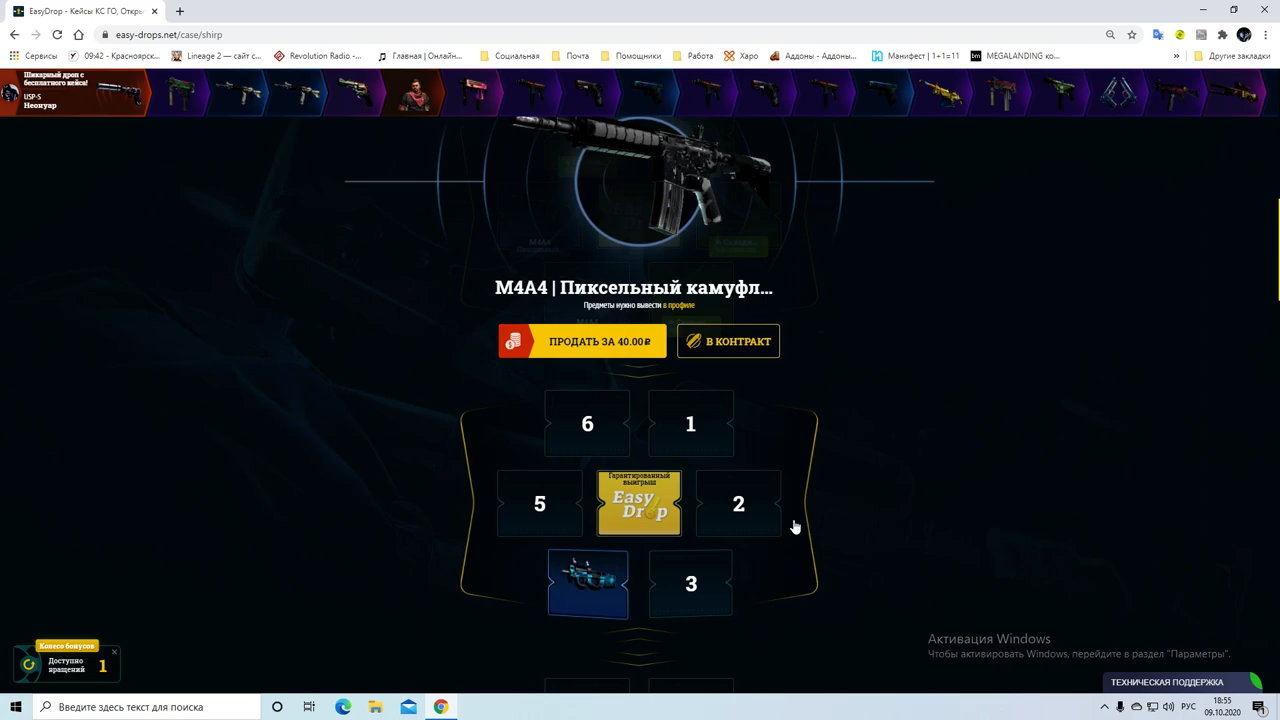 EasyDrop - Кейсы КС ГО, Откры
easy-drops.net/case/shirp
Сервисы
09:42 - Красноярск...
Lineage 2 — сайт с...
Revolution Radio -...
Главная | Онлайн...
Социальная
Почта
Помощники
Работа
Харо
Аддоны - Аддоны...
Манифест | 1+1=11
MEGALANDING ко...
»
Другие закладки
Шикарный дроп с
бесплатного кейса!
USP-S
Неонуар
M4A4 | Пиксельный камуфл...
Предметы нужно вывести в профиле
ПРОДАТЬ ЗА 40.00₽
В КОНТРАКТ
6
1
5
Гарантированный
выигрыш
Easy
Drop
2
3
Колесо бонусов
Доступно
вращений
1
Активация Windows
Чтобы активировать Windows, перейдите в раздел "Параметры".
ТЕХНИЧЕСКАЯ ПОДДЕРЖКА
Введите здесь текст для поиска
РУС
18:55
09.10.2020
1